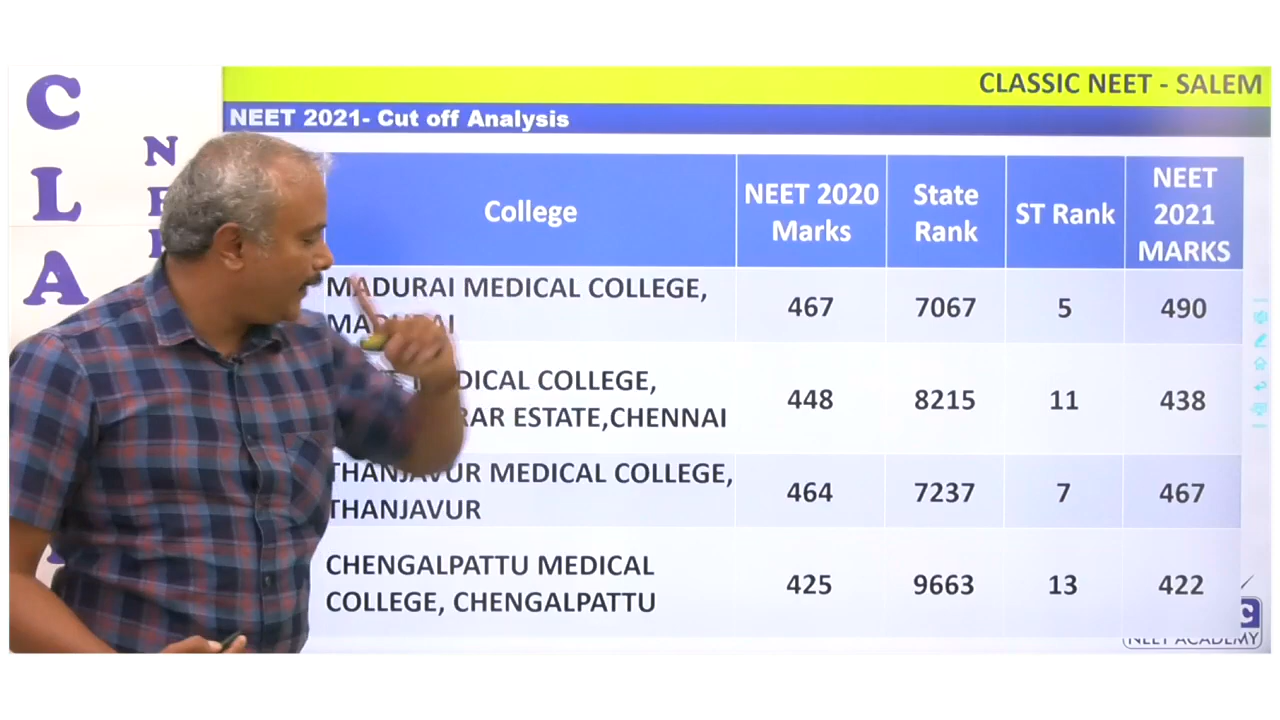 C
L
A
N
CLASSIC NEET - SALEM
NEET 2021- Cut off Analysis
College
NEET 2020 Marks
State Rank
ST Rank
NEET 2021 MARKS
MADURAI MEDICAL COLLEGE,
467
7067
5
490
MEDICAL COLLEGE,
ESTATE,CHENNAI
448
8215
11
438
THANJAVUR MEDICAL COLLEGE,
THANJAVUR
464
7237
7
467
CHENGALPATTU MEDICAL
COLLEGE, CHENGALPATTU
425
9663
13
422
NEET ACADEMY